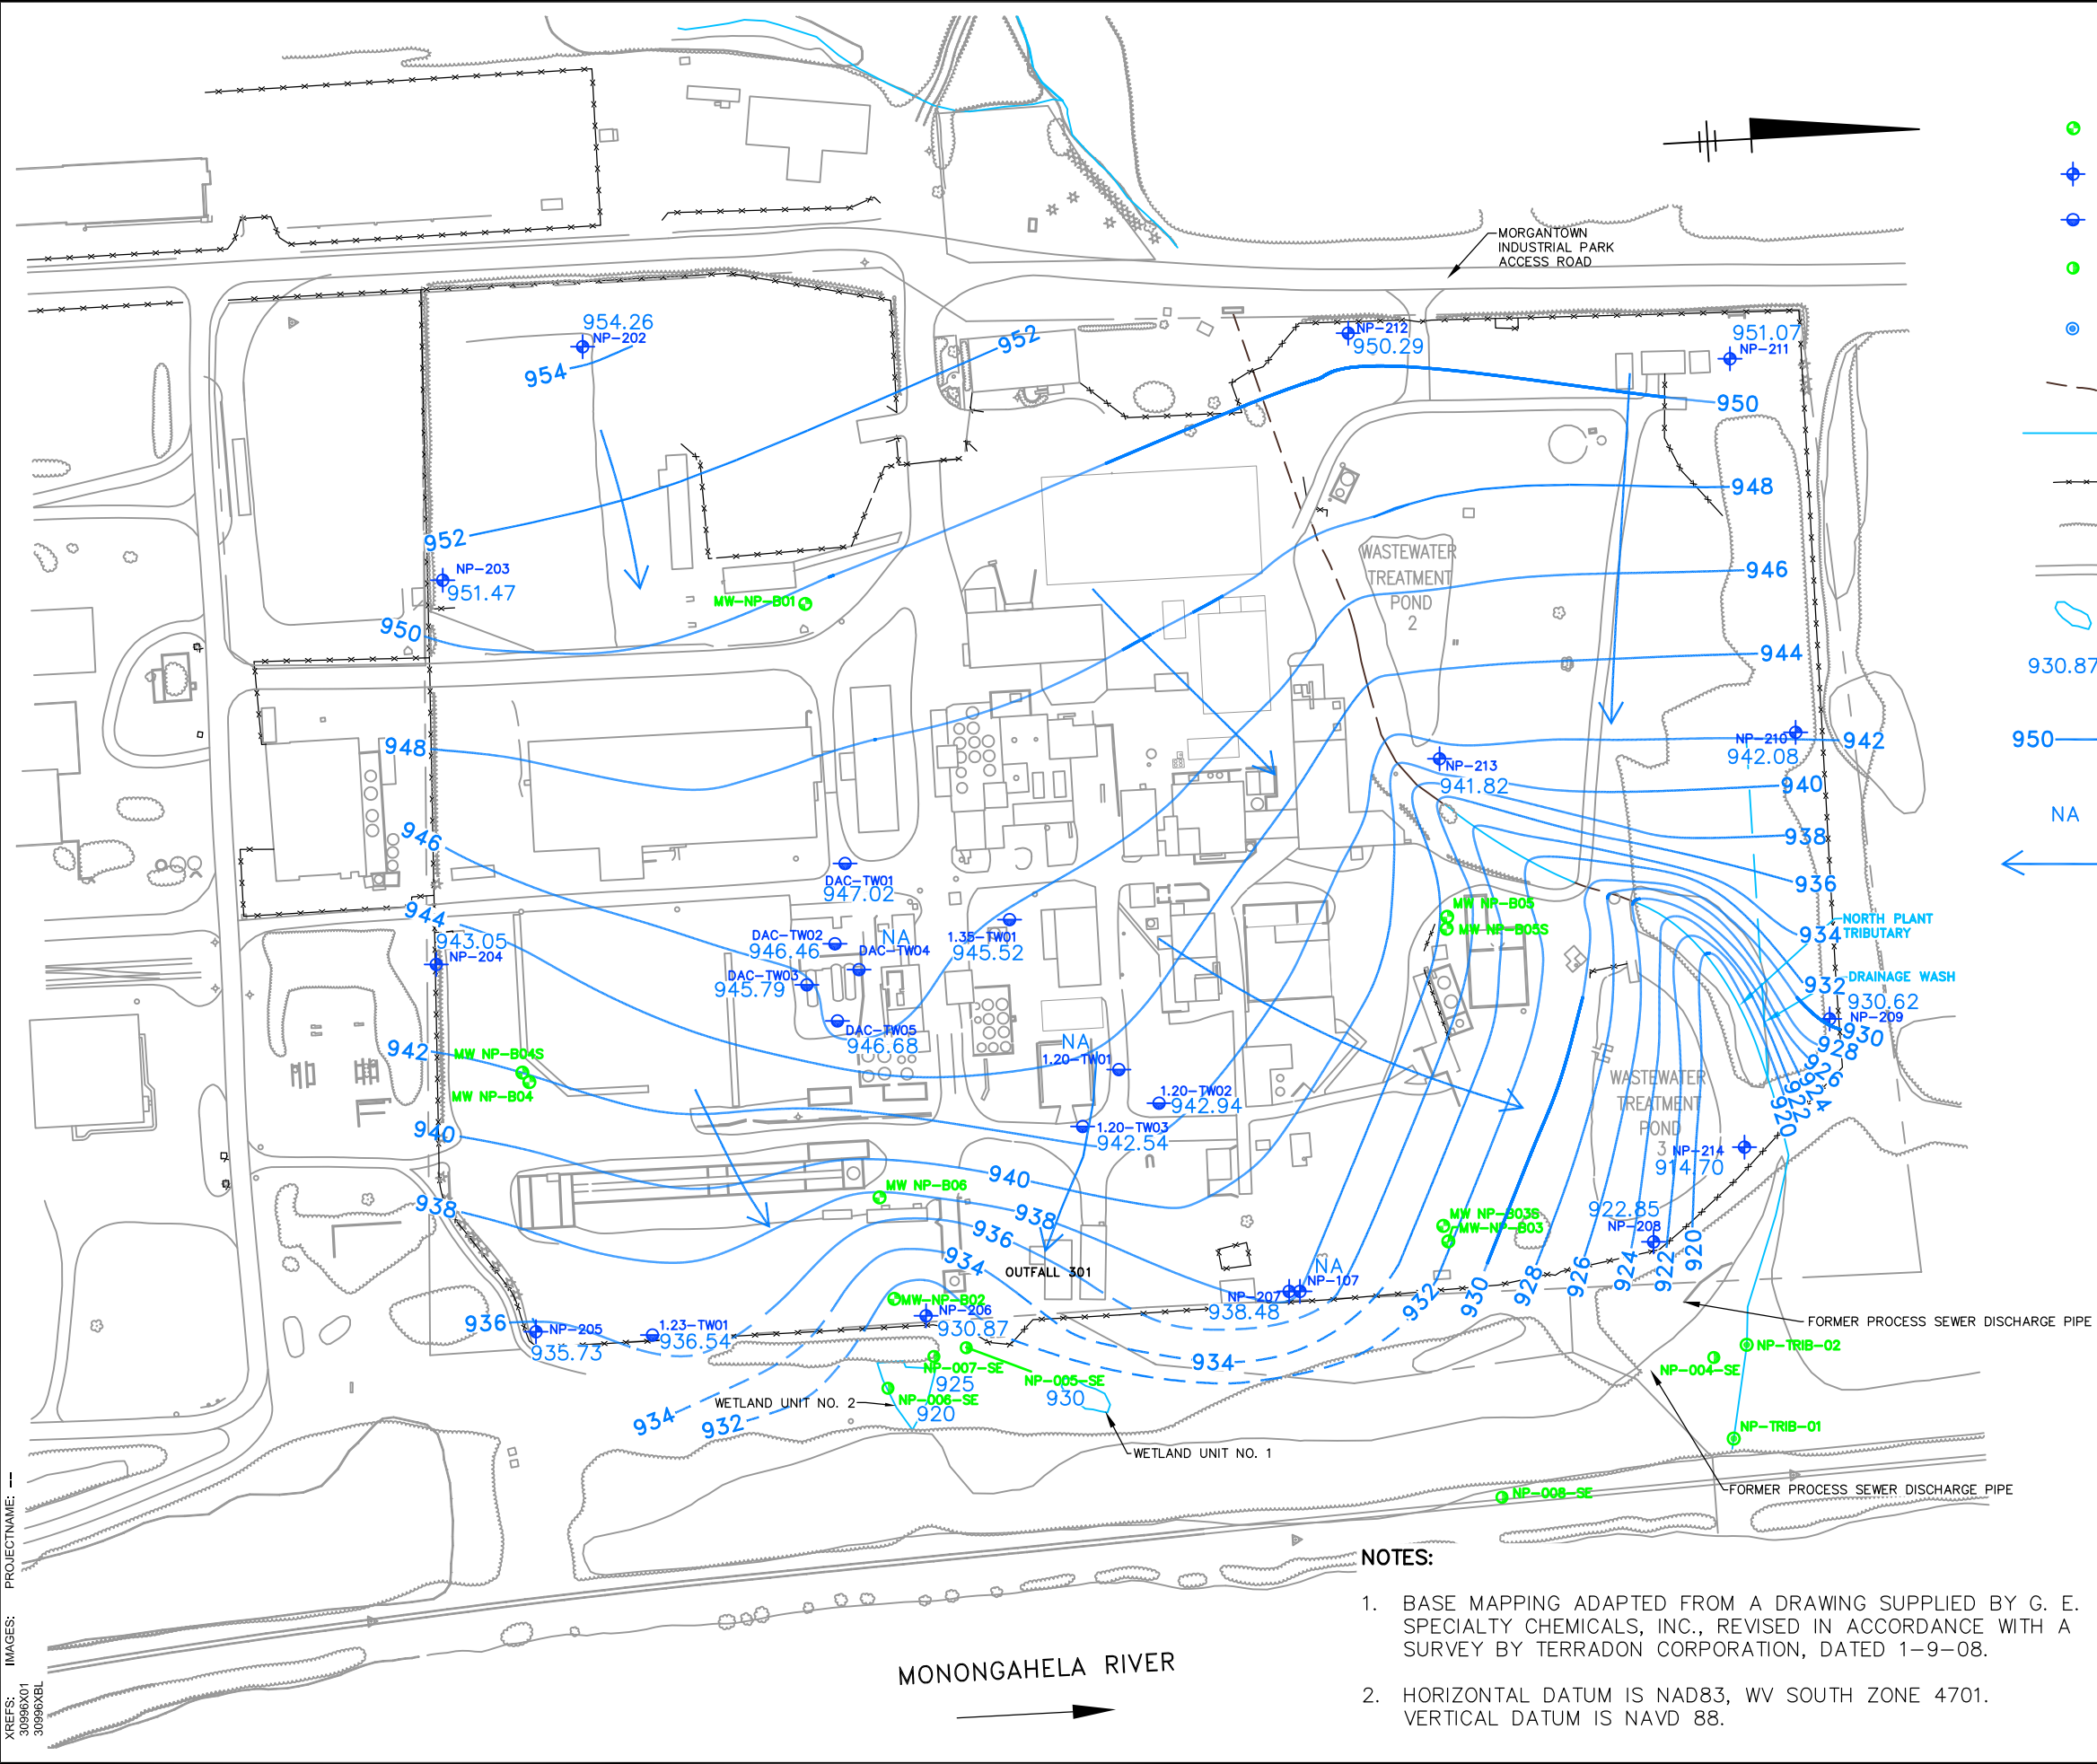 MORGANTOWN
INDUSTRIAL PARK
ACCESS ROAD
954.26
NP-202
954
952
NP-212
950.29
951.07
NP-211
950
952
948
NP-203
951.47
WASTEWATER
TREATMENT
POND
2
946
MW-NP-B01
950
944
930.87
948
NP-210
942.08
942
950
NP-213
941.82
940
NA
946
938
DAC-TW01
947.02
936
944
943.05
NP-204
DAC-TW02
946.46
NA
DAC-TW04
1.35-TW01
945.52
MW NP-B05
MW NP-B05S
934
NORTH PLANT
TRIBUTARY
DAC-TW03
945.79
932
DRAINAGE WASH
930.62
NP-209
930
DAC-TW05
946.68
NA
1.20-TW01
928
926
924
922
920
942
MW NP-B04S
MW NP-B04
1.20-TW02
942.94
WASTEWATER
TREATMENT
POND
3
940
1.20-TW03
942.54
NP-214
914.70
940
MW NP-B06
938
938
936
934
MW NP-B03S
MW-NP-B03
922.85
NP-208
OUTFALL 301
NA
NP-107
NP-207
938.48
932
930
928
926
924
922
920
MW-NP-B02
NP-206
930.87
936
NP-205
935.73
1.23-TW01
936.54
FORMER PROCESS SEWER DISCHARGE PIPE
NP-TRIB-02
NP-004-SE
934
NP-007-SE
925
NP-005-SE
930
NP-006-SE
920
WETLAND UNIT NO. 2
934
932
WETLAND UNIT NO. 1
NP-TRIB-01
FORMER PROCESS SEWER DISCHARGE PIPE
NP-008-SE
MONONGAHELA RIVER
NOTES:
1. BASE MAPPING ADAPTED FROM A DRAWING SUPPLIED BY G. E.
SPECIALTY CHEMICALS, INC., REVISED IN ACCORDANCE WITH A
SURVEY BY TERRADON CORPORATION, DATED 1-9-08.
2. HORIZONTAL DATUM IS NAD83, WV SOUTH ZONE 4701.
VERTICAL DATUM IS NAVD 88.
XREFS: IMAGES: PROJECTNAME: --
30996X01
30996XBL